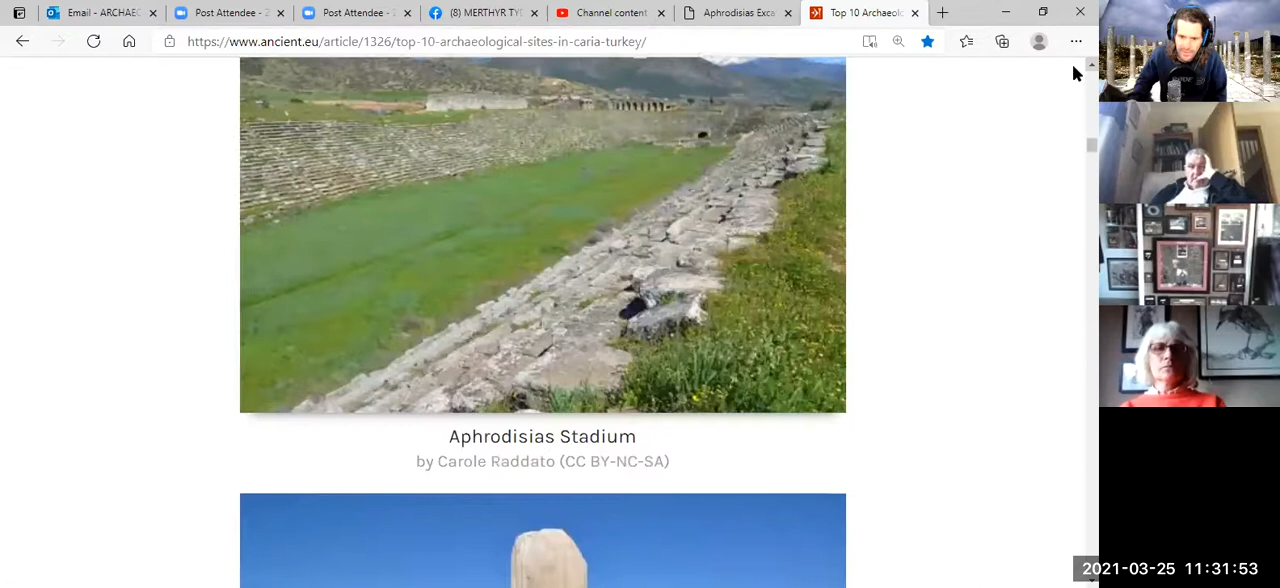 Email - ARCHAEC
Post Attendee - 2
Post Attendee - 2
(8) MERTHYR TY
Channel content
Aphrodisias Exca
Top 10 Archaeolo
https://www.ancient.eu/article/1326/top-10-archaeological-sites-in-caria-turkey/
Aphrodisias Stadium
by Carole Raddato (CC BY-NC-SA)
2021-03-25 11:31:53